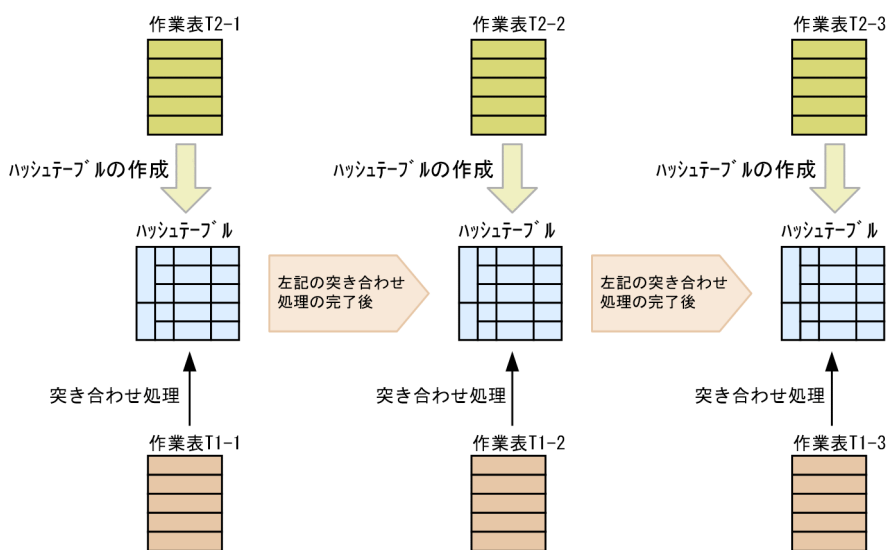 作業表T2-1
作業表T2-2
作業表T2-3
ﾊｯｼｭﾃｰﾌﾞﾙの作成
ﾊｯｼｭﾃｰﾌﾞﾙの作成
ﾊｯｼｭﾃｰﾌﾞﾙの作成
ﾊｯｼｭﾃｰﾌﾞﾙ
ﾊｯｼｭﾃｰﾌﾞﾙ
ﾊｯｼｭﾃｰﾌﾞﾙ
左記の突き合わせ
処理の完了後
左記の突き合わせ
処理の完了後
突き合わせ処理
突き合わせ処理
突き合わせ処理
作業表T1-1
作業表T1-2
作業表T1-3